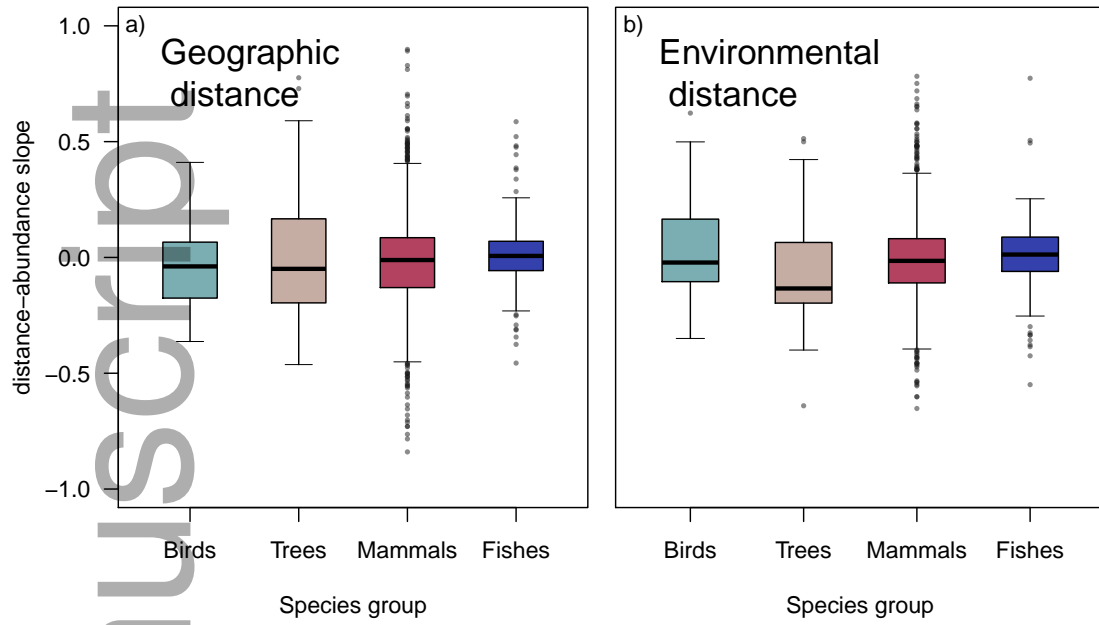 a)
Geographic
distance
b)
Environmental
distance
distance−abundance slope
1.0
0.5
0.0
−0.5
−1.0
Birds Trees Mammals Fishes
Birds Trees Mammals Fishes
Species group
Species group
uscript